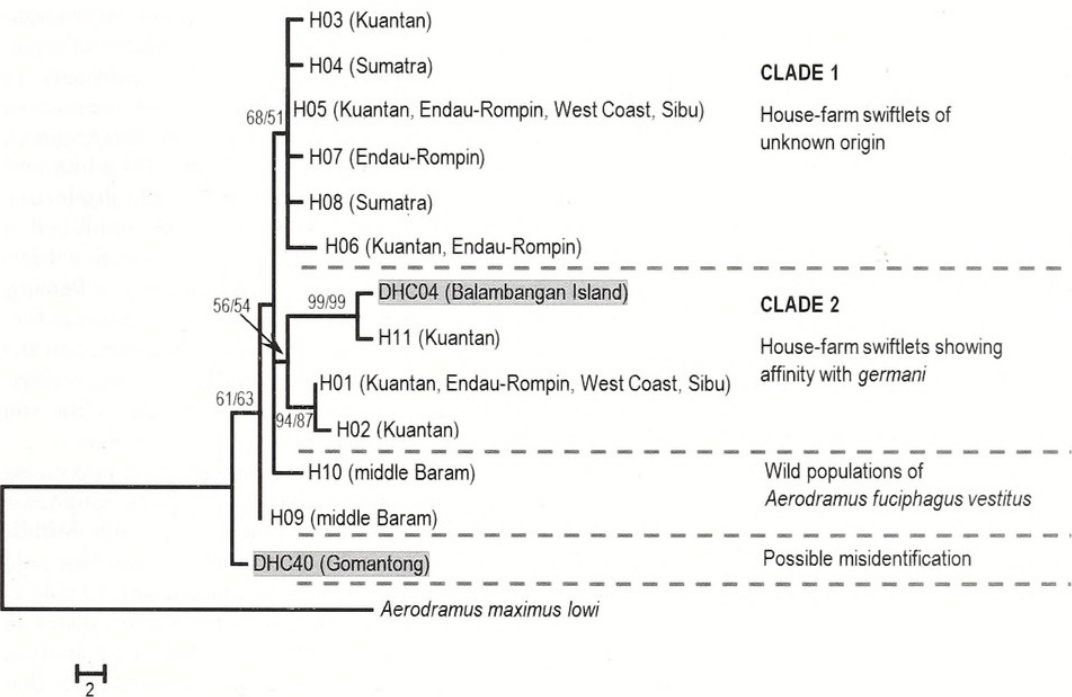 H03 (Kuantan)
H04 (Sumatra)
CLADE 1
68/51
H05 (Kuantan, Endau-Rompin, West Coast, Sibu)
House-farm swiftlets of
unknown origin
H07 (Endau-Rompin)
H08 (Sumatra)
H06 (Kuantan, Endau-Rompin)
56/54
99/99
DHC04 (Balambangan Island)
CLADE 2
H11 (Kuantan)
House-farm swiftlets showing
affinity with germani
61/63
H01 (Kuantan, Endau-Rompin, West Coast, Sibu)
94/87
H02 (Kuantan)
H10 (middle Baram)
Wild populations of
Aerodramus fuciphagus vestitus
H09 (middle Baram)
DHC40 (Gomantong)
Possible misidentification
Aerodramus maximus lowi
2